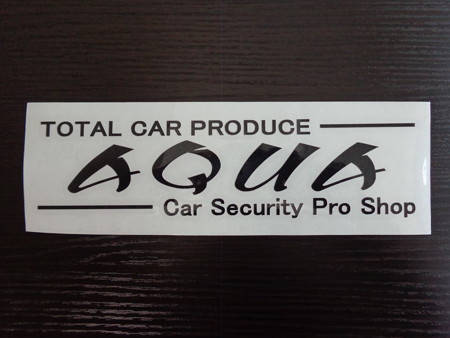 TOTAL CAR PRODUCE
AQUA
Car Security Pro Shop